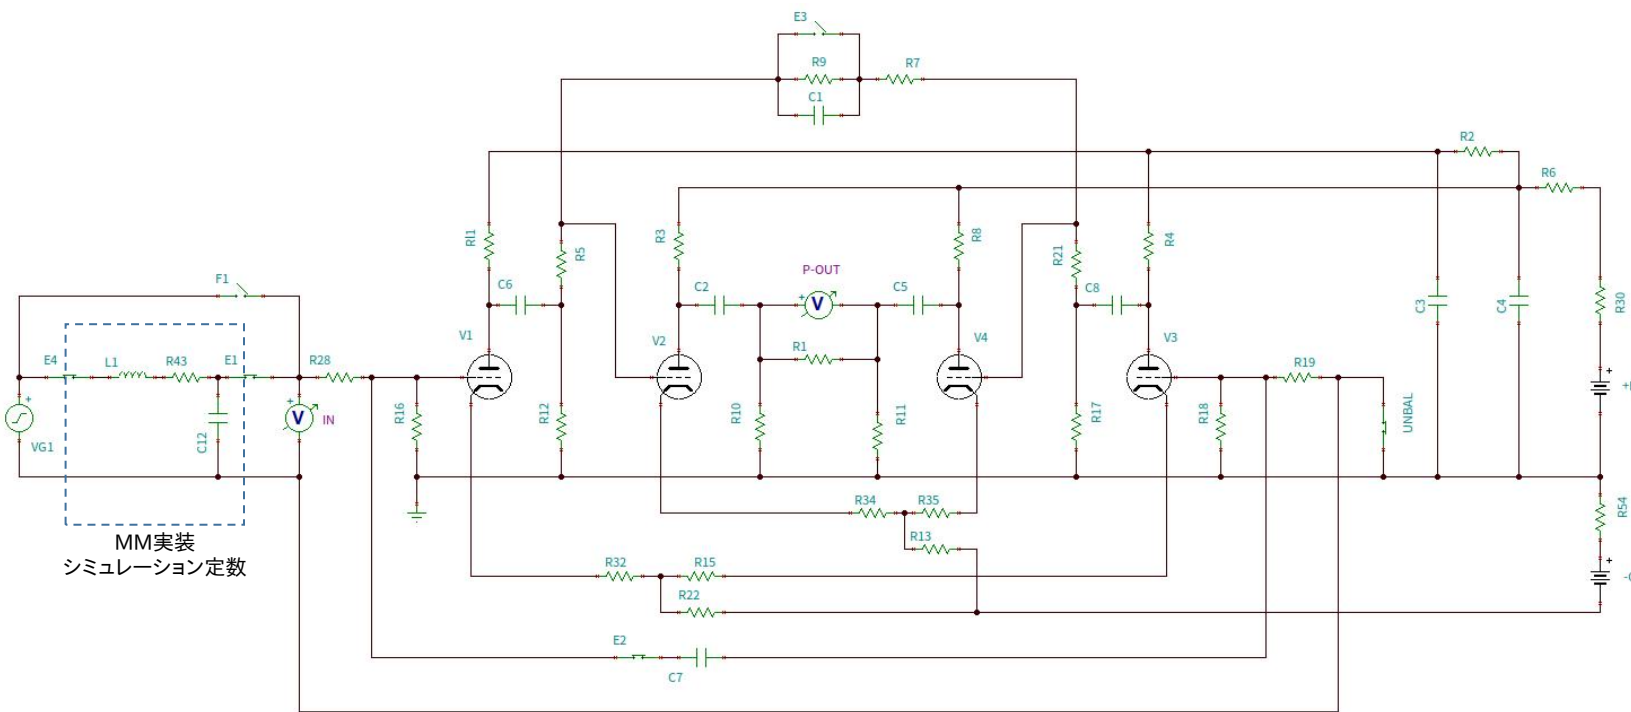 E3
R9
R7
C1
R2
R6
Rl1
R5
R3
R8
R21
R4
P-OUT
F1
C6
C2
V
C5
C8
C3
C4
R30
V1
V2
R1
V4
V3
E4
L1
R43
E1
R28
R19
+
V
IN
VG1
C12
R16
R12
R10
R11
R17
R18
UNBAL
R34
R35
R54
R13
MM実装
シミュレーション定数
R32
R15
R22
E2
C7